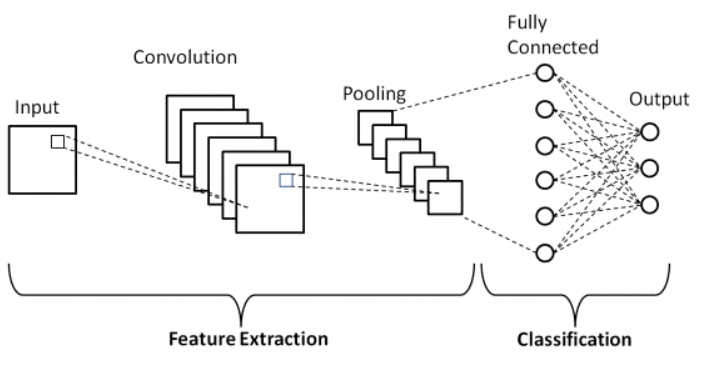 Input
Convolution
Pooling
Fully
Connected
Output
Feature Extraction
Classification